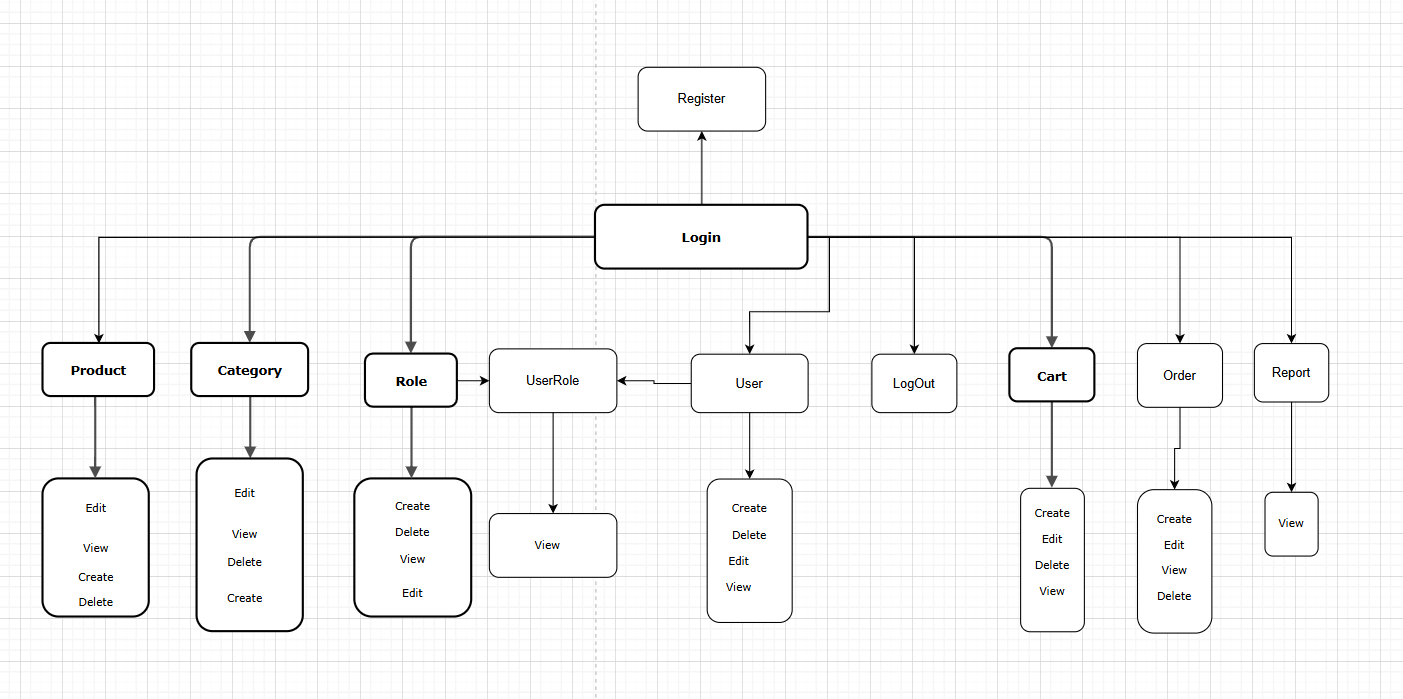 Register
Login
Product
Category
Role
UserRole
User
LogOut
Cart
Order
Report
Edit
View
Create
Delete
Edit
View
Delete
Create
Create
Delete
View
Edit
View
Create
Delete
Edit
View
Create
Edit
Delete
View
Create
Edit
View
Delete
View